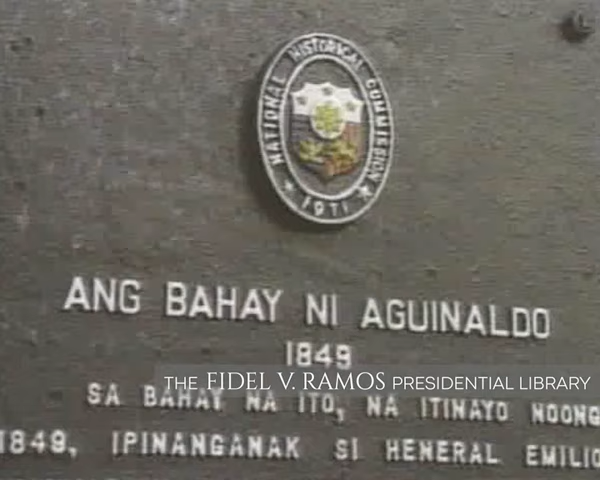 NATIONAL HISTORICAL COMMISSION
1971
ANG BAHAY NI AGUINALDO
1849
THE FIDEL V. RAMOS PRESIDENTIAL LIBRARY
SA BAHAY NA ITO, NA ITINAYO NOONG
1849, IPINANGANAK SI HENERAL EMILIO